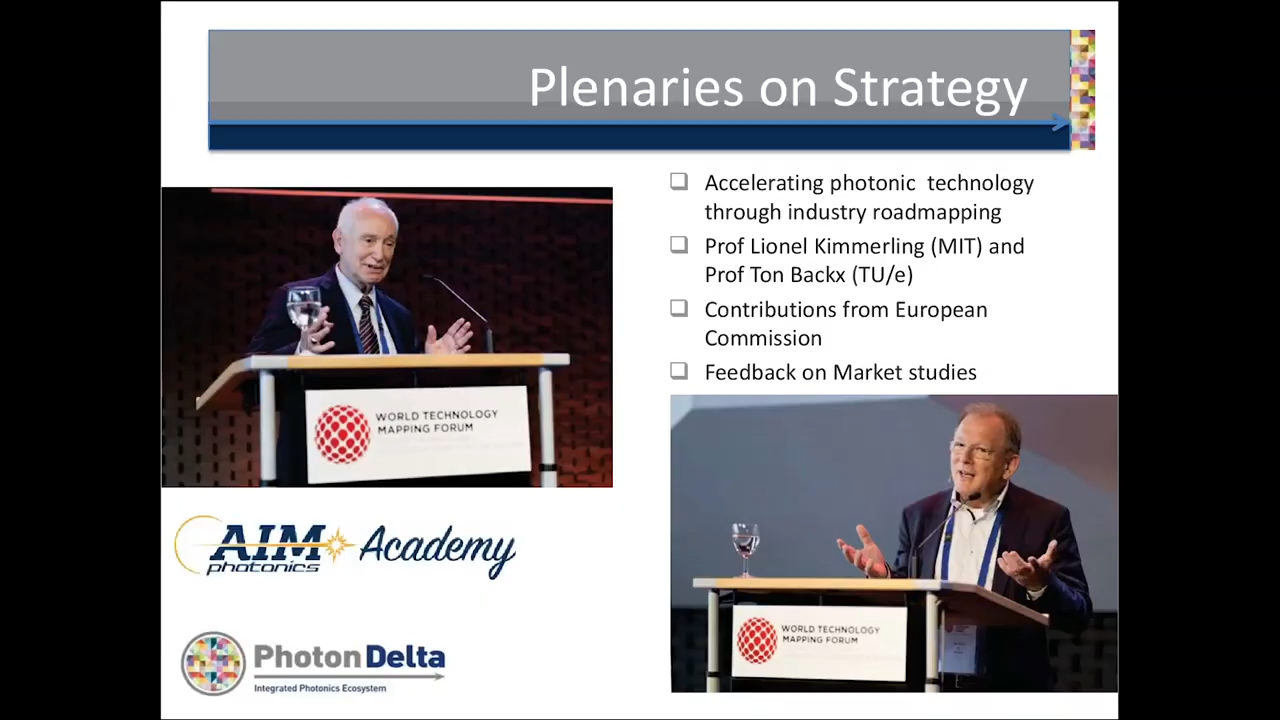 Plenaries on Strategy
Accelerating photonic technology
through industry roadmapping
Prof Lionel Kimmerling (MIT) and
Prof Ton Backx (TU/e)
Contributions from European
Commission
Feedback on Market studies
WORLD TECHNOLOGY
MAPPING FORUM
AIM
photonics
Academy
WORLD TECHNOLOGY
MAPPING FORUM
PhotonDelta
Integrated Photonics Ecosystem